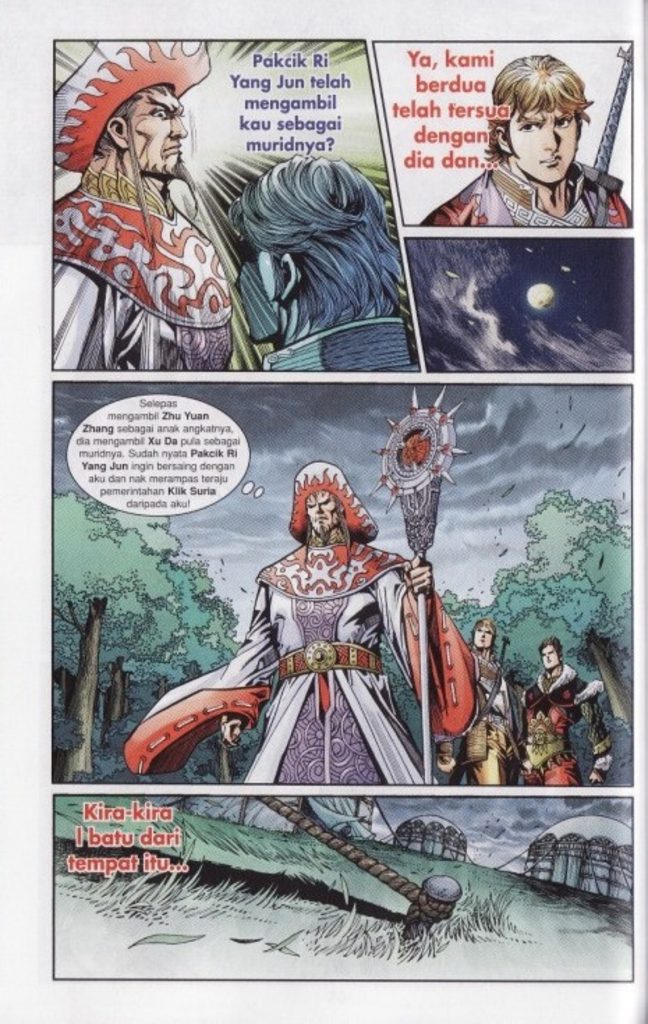 Pakcik Ri
Yang Jun telah
mengambil
kau sebagai
muridnya?
Ya, kami
berdua
telah tersua
dengan
dia dan...
Selepas
mengambil Zhu Yuan
Zhang sebagai anak angkatnya,
dia mengambil Xu Da pula sebagai
muridnya. Sudah nyata Pakcik Ri
Yang Jun ingin bersaing dengan
aku dan nak merampas teraju
pemerintahan Klik Suria
daripada aku!
Kira-kira
1 batu dari
tempat itu...